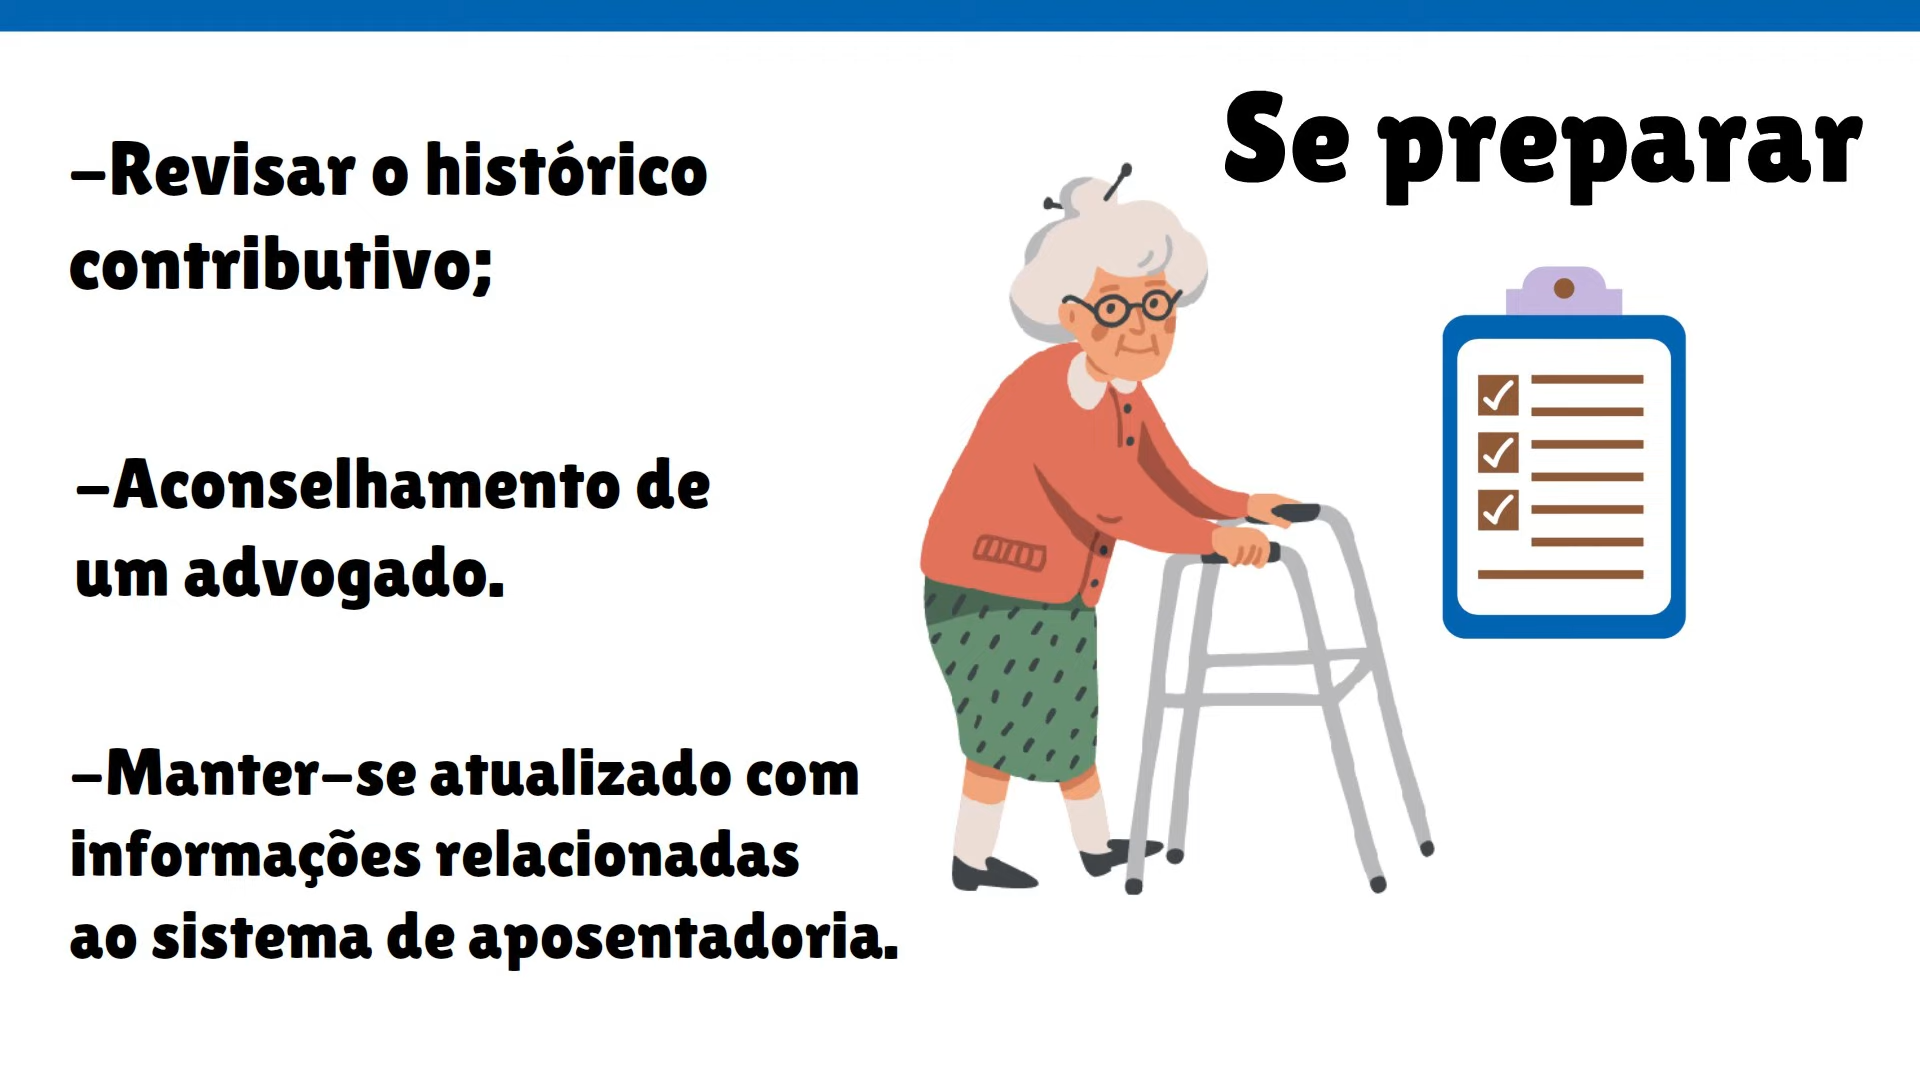 Se preparar
-Revisar o histórico
contributivo;
-Aconselhamento de
um advogado.
-Manter-se atualizado com
informações relacionadas
ao sistema de aposentadoria.